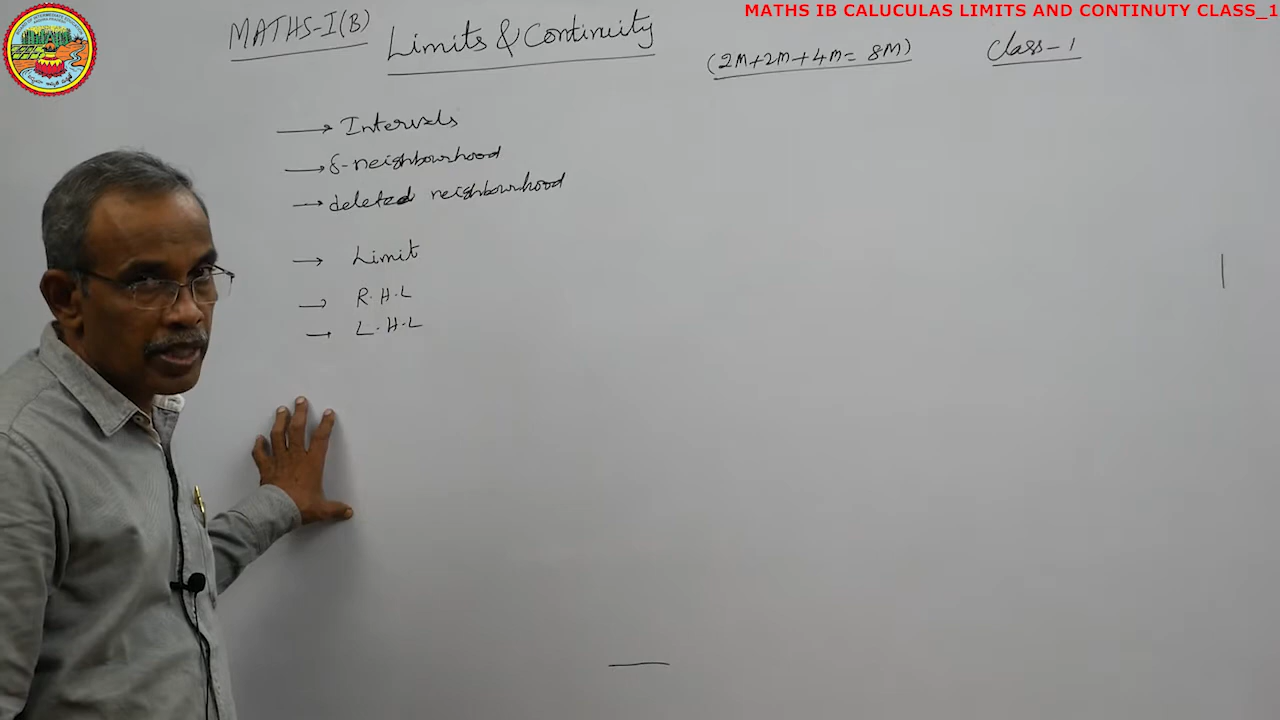 MATHS IB CALUCULAS LIMITS AND CONTINUTY CLASS_1
MATHS-I(B) Limits & Continuity (2M+2M+4M= 8M) Class-1
→ Intervals
→ δ-neighbourhood
→ deleted neighbourhood
→ Limit
→ R.H.L
→ L.H.L